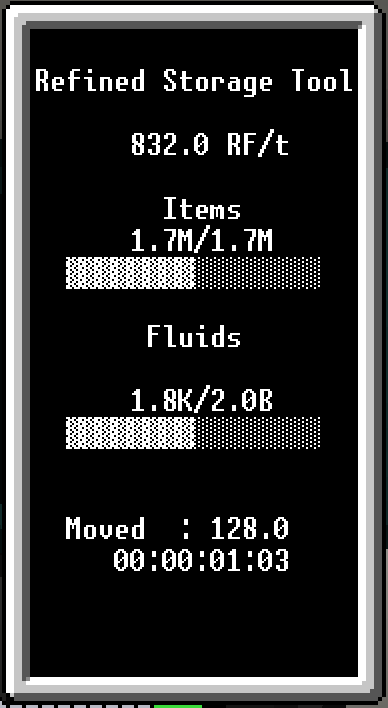 Refined Storage Tool
832.0 RF/t
Items
1.7M/1.7M
Fluids
1.8K/2.0B
Moved  : 128.0
00:00:01:03